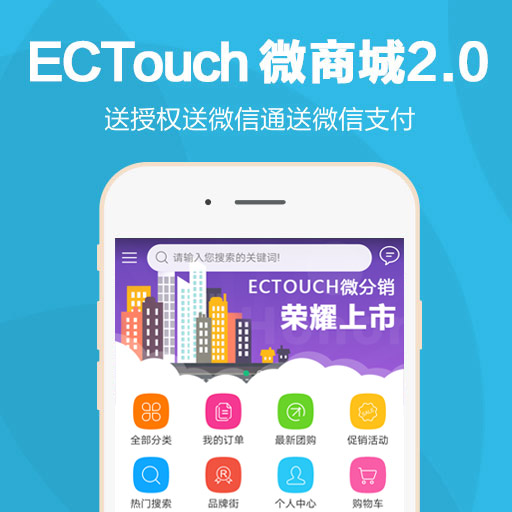 ECTouch 微商城2.0
送授权送微信通送微信支付
请输入您搜索的关键词!
ECTOUCH微分销
荣耀上市
Honor
全部分类
我的订单
最新团购
促销活动
SALE
热门搜索
品牌街
个人中心
购物车
R